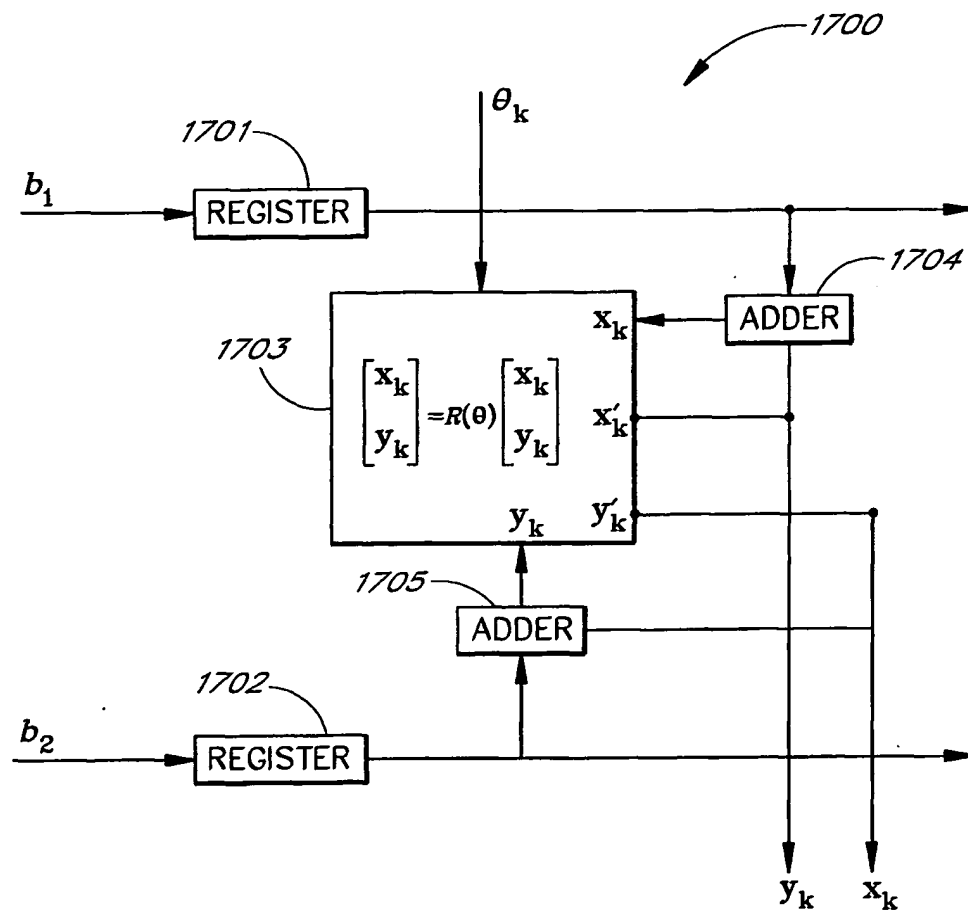 1700
θk
1701
b1
REGISTER
1704
xk
ADDER
1703
[xk yk] =R(θ) [xk yk]
x′k
y′k
yk
1705
ADDER
1702
b2
REGISTER
yk xk